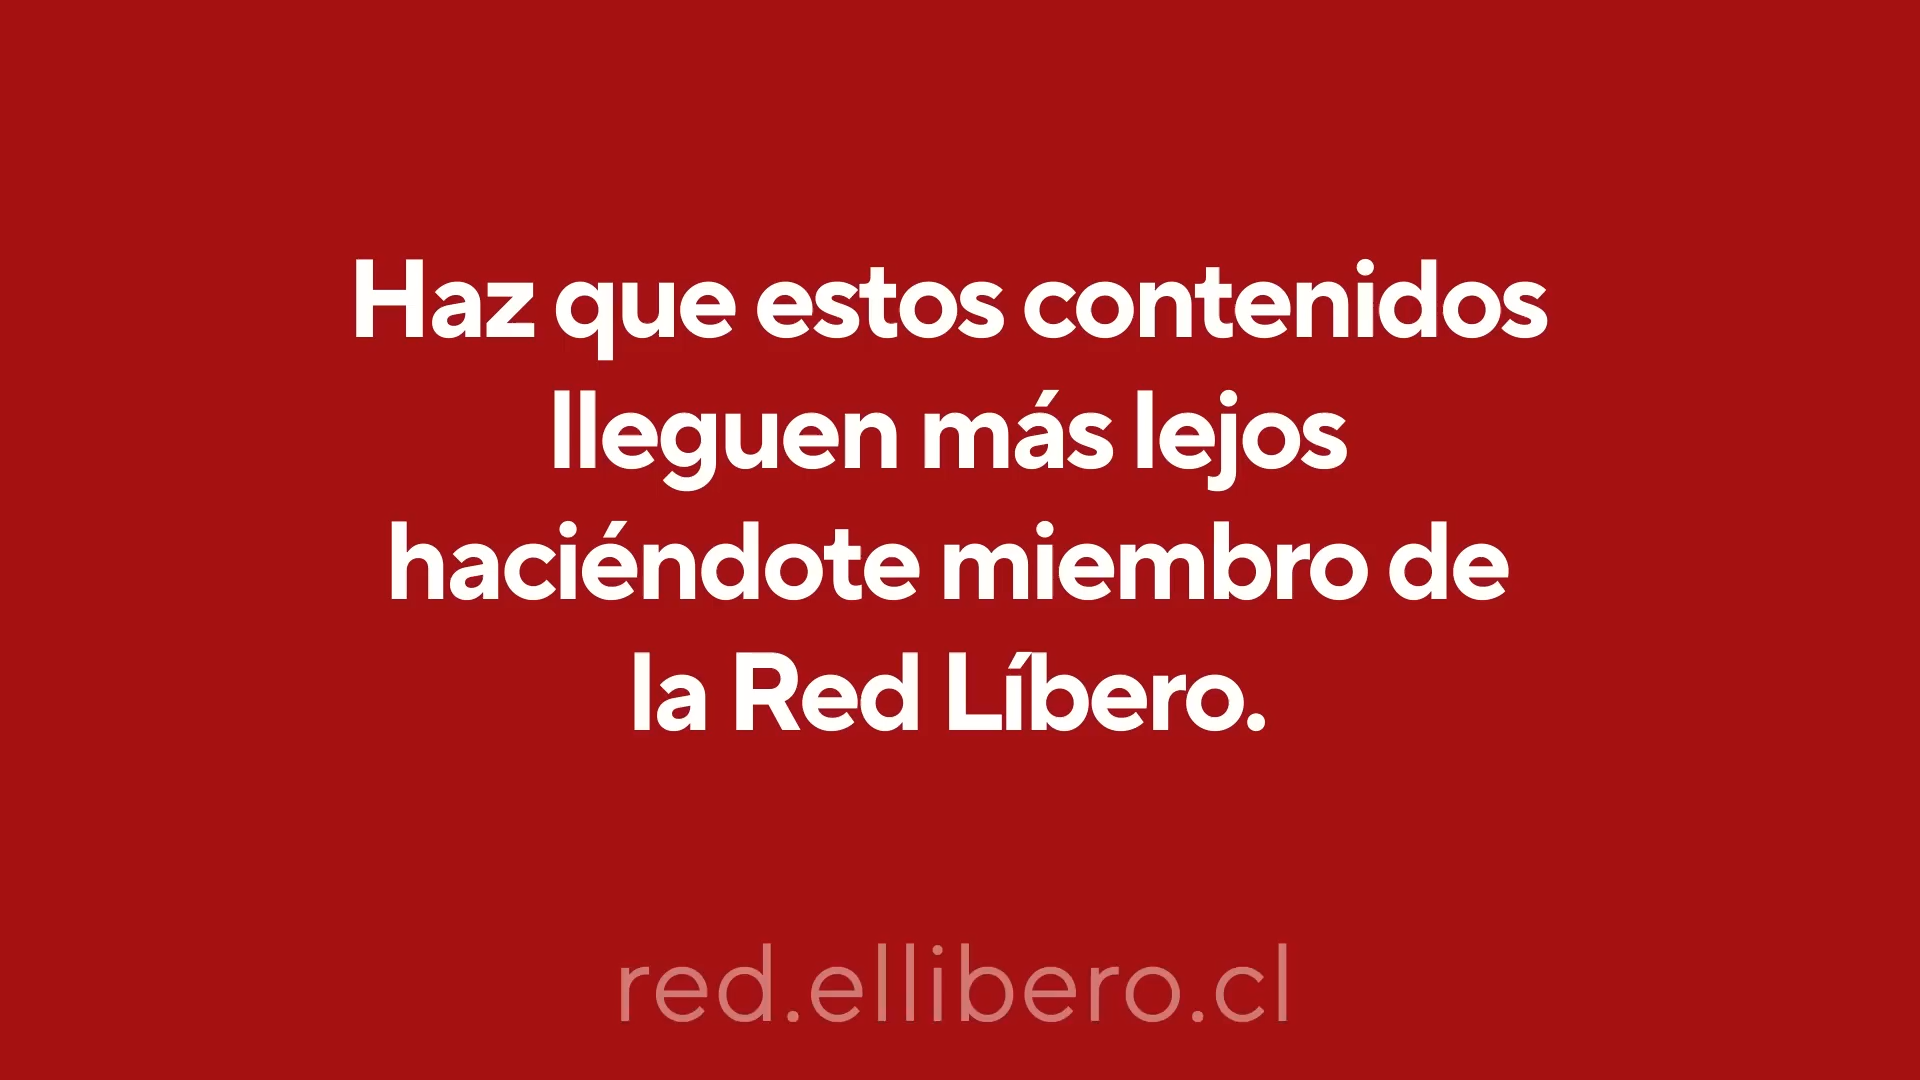 Haz que estos contenidos
lleguen más lejos
haciéndote miembro de
la Red Líbero.
red.ellibero.cl